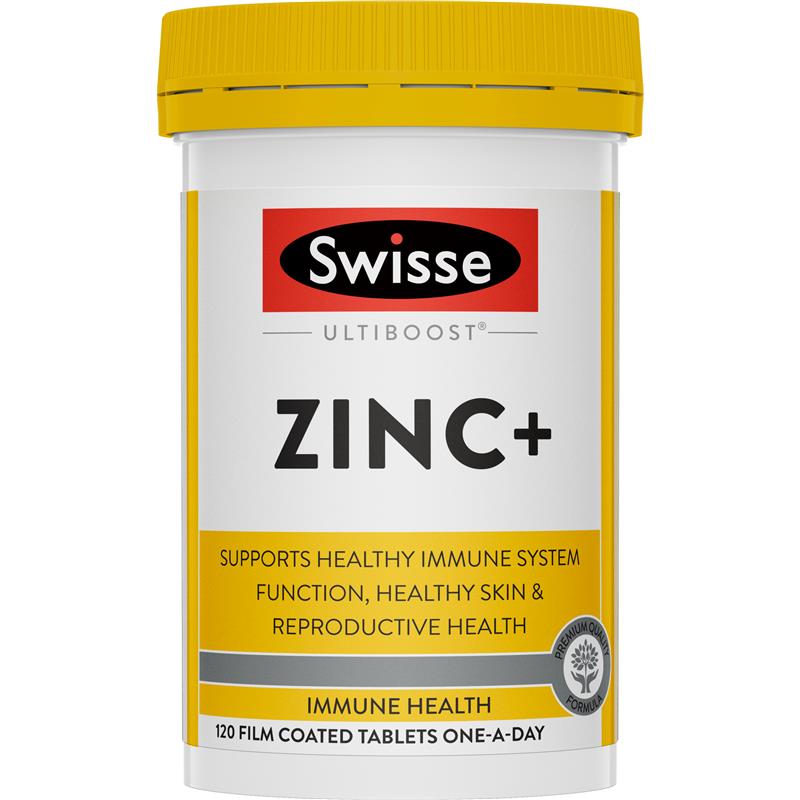 Swisse
ULTIBOOST®
ZINC+
SUPPORTS HEALTHY IMMUNE SYSTEM
FUNCTION, HEALTHY SKIN &
REPRODUCTIVE HEALTH
PREMIUM QUALITY
FORMULA
IMMUNE HEALTH
120 FILM COATED TABLETS ONE-A-DAY